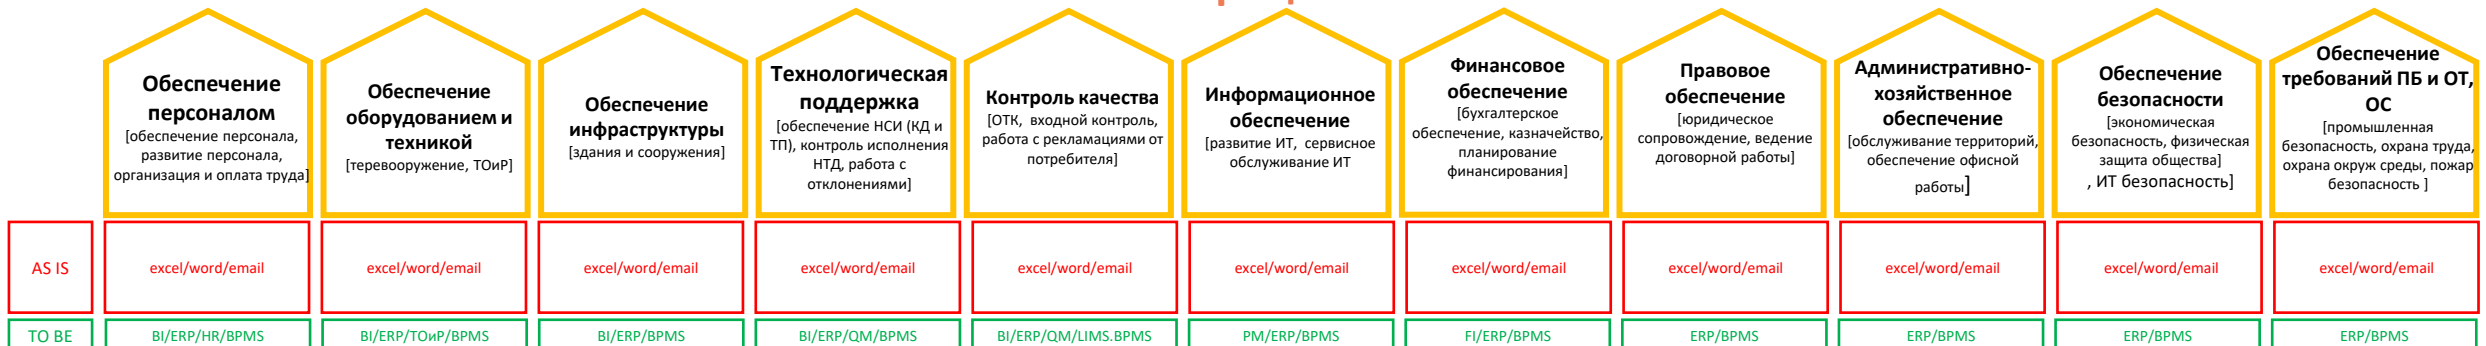 Обеспечение
персоналом
[обеспечение персонала,
развитие персонала,
организация и оплата труда]
Обеспечение
оборудованием и
техникой
[теревооружение, ТОиР]
Обеспечение
инфраструктуры
[здания и сооружения]
Технологическая
поддержка
[обеспечение НСИ (КД и
ТП), контроль исполнения
НТД, работа с
отклонениями]
Контроль качества
[ОТК, входной контроль,
работа с рекламациями от
потребителя]
Информационное
обеспечение
[развитие ИТ, сервисное
обслуживание ИТ
Финансовое
обеспечение
[бухгалтерское
обеспечение, казначейство,
планирование
финансирования]
Правовое
обеспечение
[юридическое
сопровождение, ведение
договорной работы]
Административно-
хозяйственное
обеспечение
[обслуживание территорий,
обеспечение офисной
работы]
Обеспечение
безопасности
[экономическая
безопасность, физическая
защита общества]
, ИТ безопасность]
Обеспечение
требований ПБ и ОТ,
ОС
[промышленная
безопасность, охрана труда,
охрана окруж среды, пожар
безопасность ]
AS IS
excel/word/email
excel/word/email
excel/word/email
excel/word/email
excel/word/email
excel/word/email
excel/word/email
excel/word/email
excel/word/email
excel/word/email
excel/word/email
TO BE
BI/ERP/HR/BPMS
BI/ERP/ТОиР/BPMS
BI/ERP/BPMS
BI/ERP/QM/BPMS
BI/ERP/QM/LIMS.BPMS
PM/ERP/BPMS
FI/ERP/BPMS
ERP/BPMS
ERP/BPMS
ERP/BPMS
ERP/BPMS